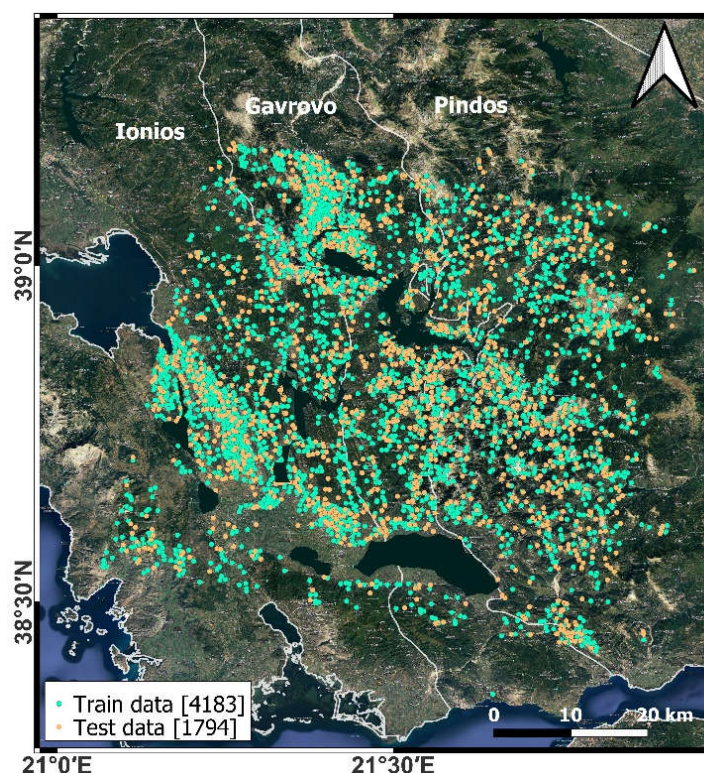 Gavrovo
Pindos
Ionios
39°0′N
38°30′N
Train data [4183]
Test data [1794]
0 10 20 km
21°0′E
21°30′E